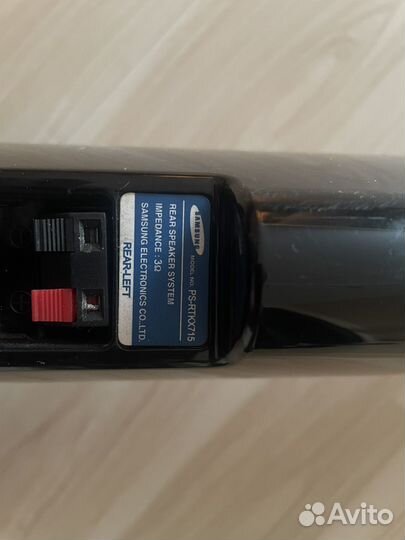 SAMSUNG
MODEL NO. PS-RTKX715
REAR SPEAKER SYSTEM
IMPEDANCE : 3Ω
SAMSUNG ELECTRONICS CO.,LTD.
REAR-LEFT
Avito